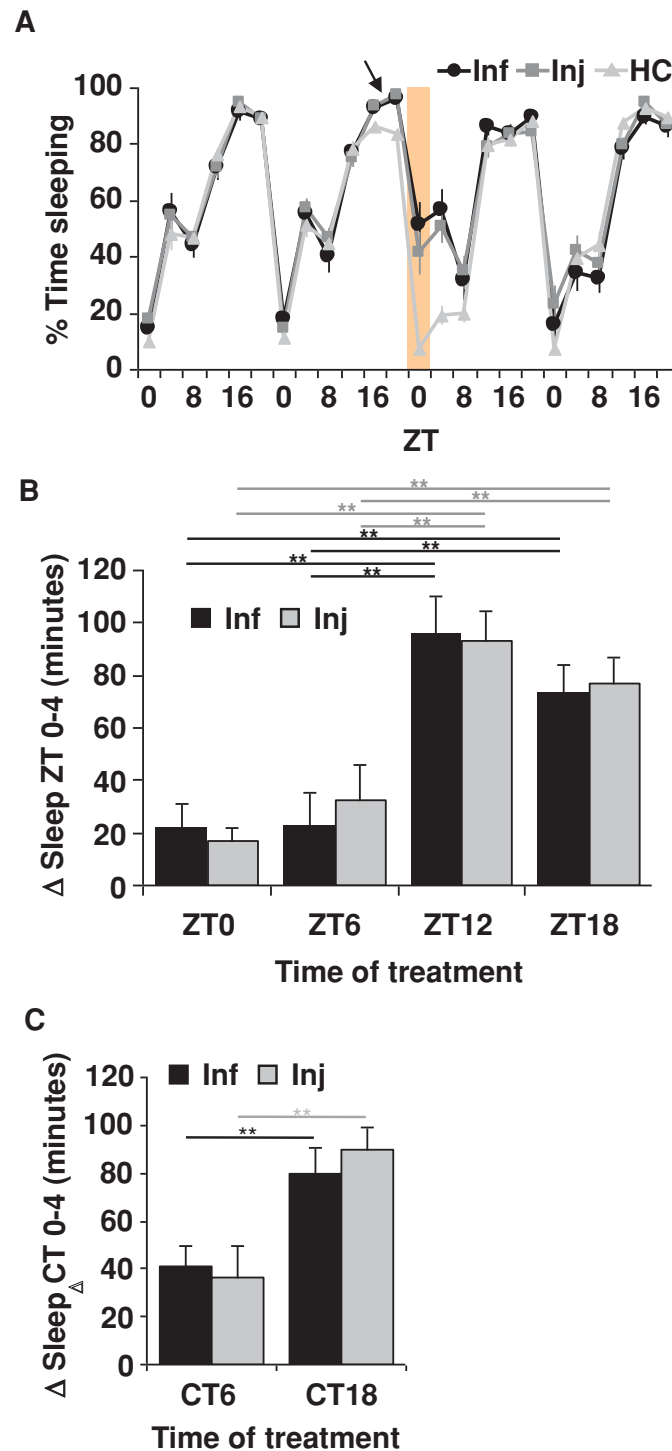 A
Inf Inj HC
% Time sleeping
100
80
60
40
20
0
0 8 16 0 8 16 0 8 16 0 8 16
ZT
B
**
**
**
**
**
**
**
**
Δ Sleep ZT 0-4 (minutes)
Inf Inj
120
100
80
60
40
20
0
ZT0 ZT6 ZT12 ZT18
Time of treatment
C
Δ Sleep CT 0-4 (minutes)
Δ
Inf Inj
**
**
120
100
80
60
40
20
0
CT6 CT18
Time of treatment